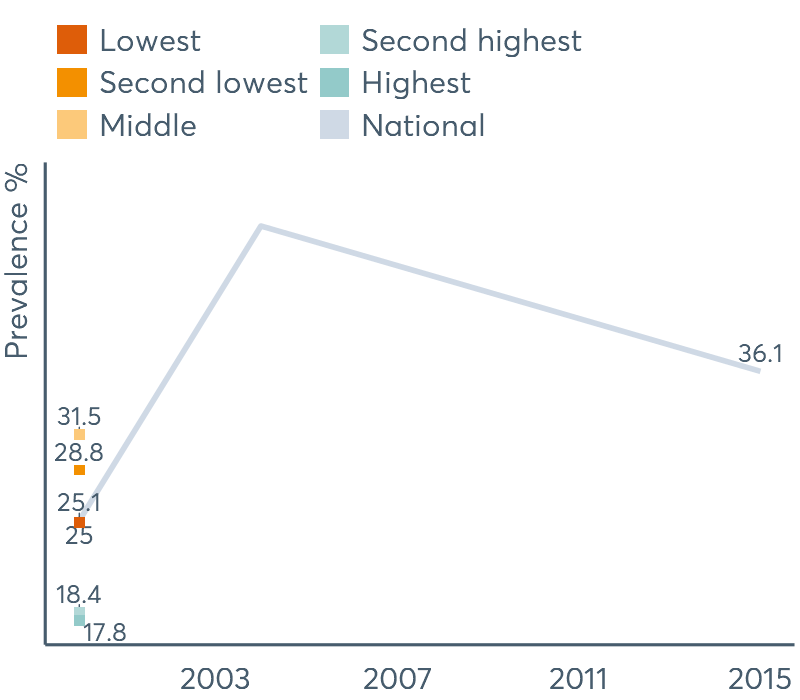 Lowest
Second lowest
Middle
Second highest
Highest
National
Prevalence %
36.1
31.5
28.8
25.1
25
18.4
17.8
2003 2007 2011 2015